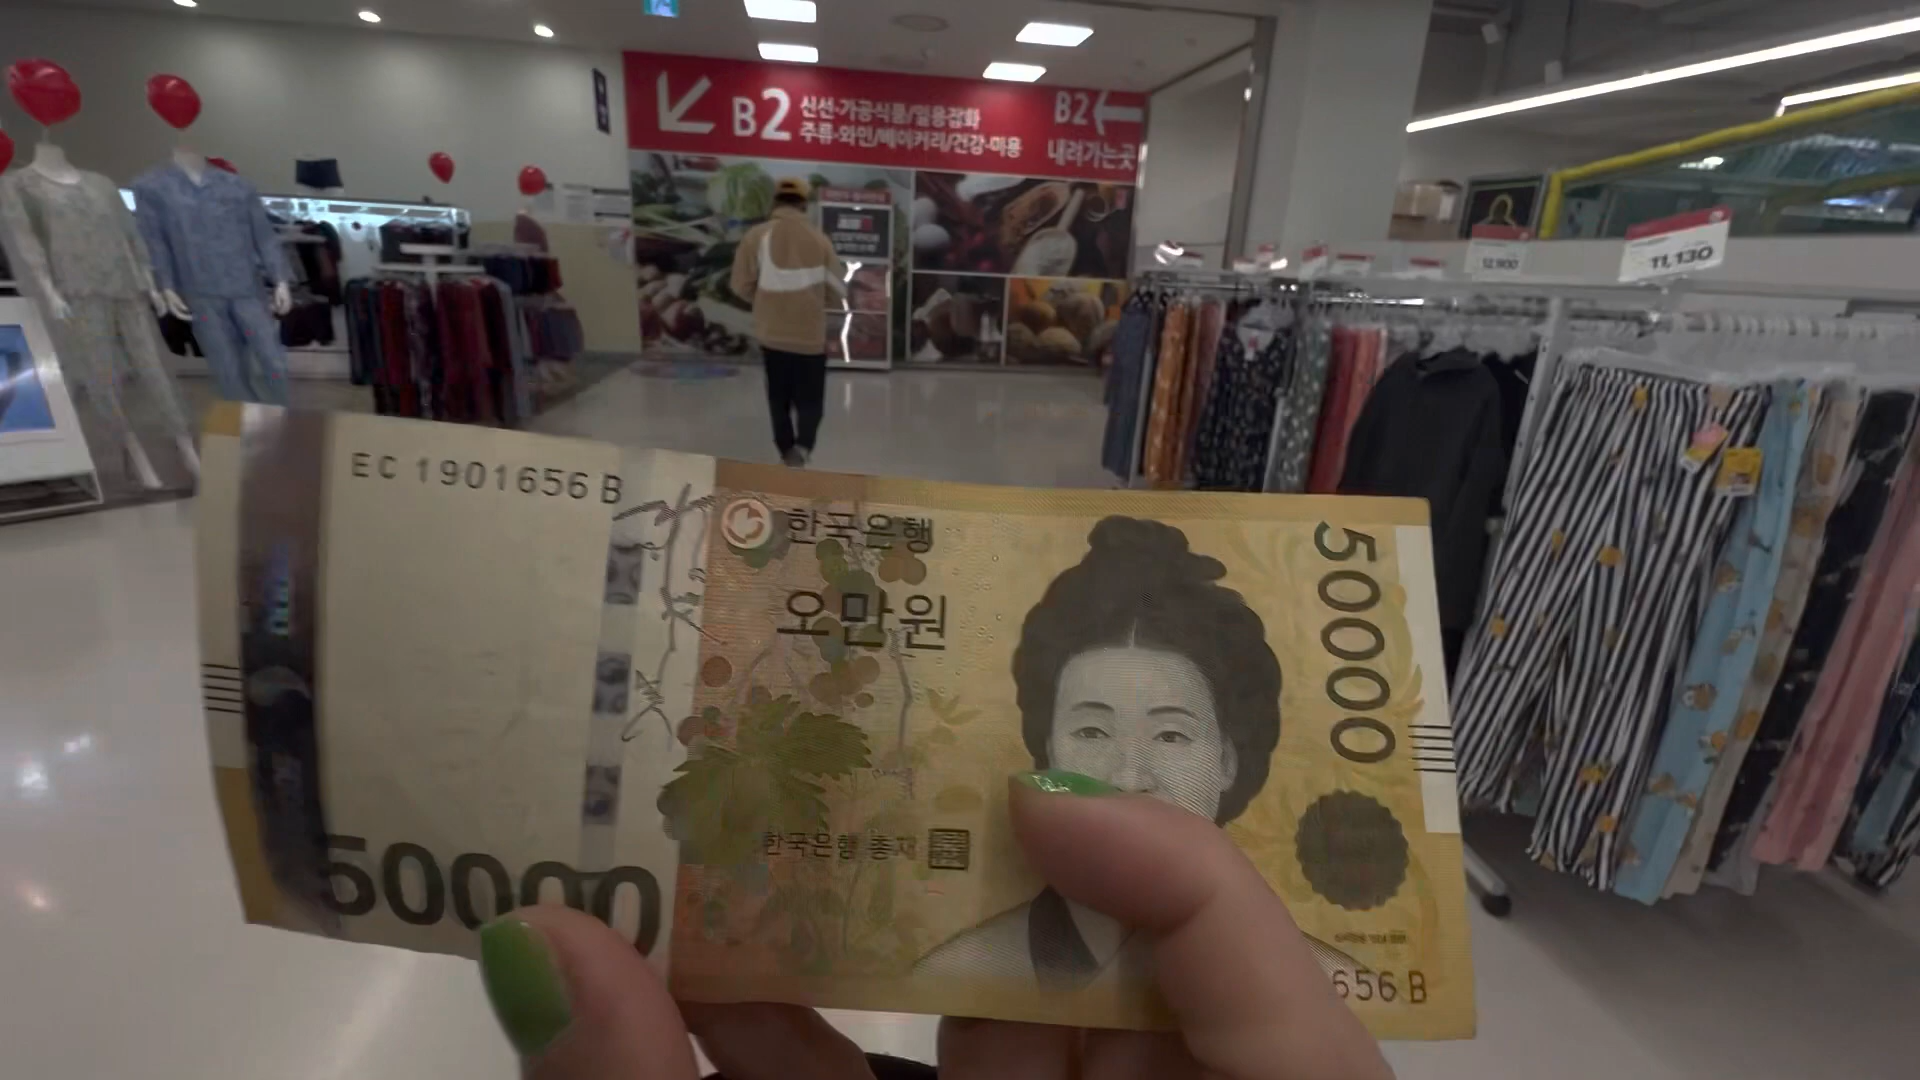 B2 신선·가공식품/일용잡화
주류·와인/베이커리/건강·미용
B2
내려가는곳
12,900
11,130
EC 1901656 B
한국은행
오만원
50000
한국은행 총재
50000
656 B